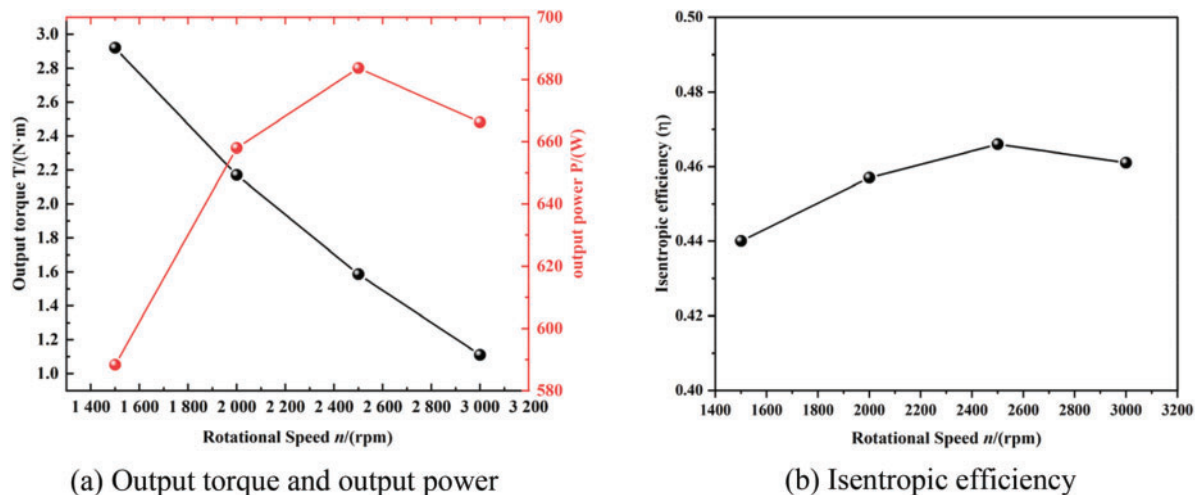 3.0
2.8
2.6
2.4
2.2
2.0
1.8
1.6
1.4
1.1
1.0
Output torque T/(N·m)
700
680
660
640
620
600
580
output power P/(W)
1 400 1 600 1 800 2 000 2 200 2 400 2 600 2 800 3 000 3 200
Rotational Speed n/(rpm)
(a) Output torque and output power
0.50
0.48
0.46
0.44
0.42
0.40
Isentropic efficiency (η)
1400 1600 1800 2000 2200 2400 2600 2800 3000 3200
Rotational Speed n/(rpm)
(b) Isentropic efficiency